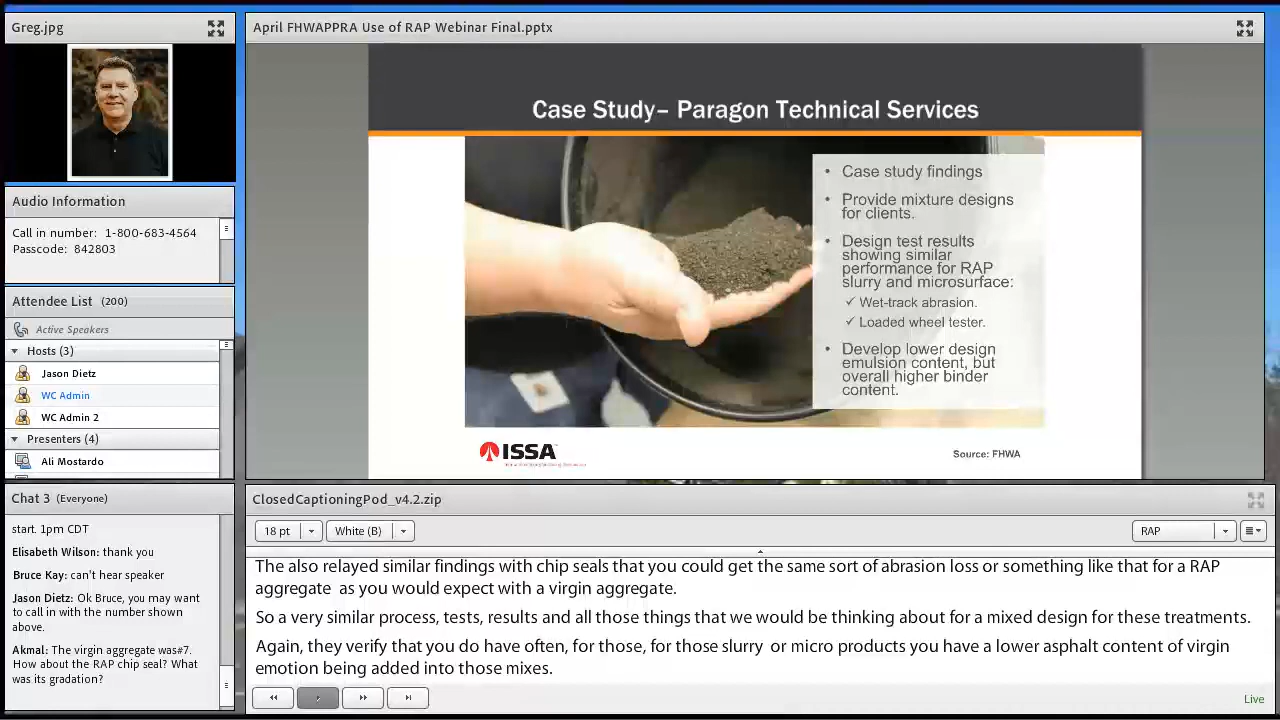 Greg.jpg
Audio Information
Call in number: 1-800-683-4564
Passcode: 842803
Attendee List (200)
Active Speakers
Hosts (3)
Jason Dietz
WC Admin
WC Admin 2
Presenters (4)
Ali Mostardo
Chat 3 (Everyone)
start. 1pm CDT
Elisabeth Wilson: thank you
Bruce Kay: can't hear speaker
Jason Dietz: Ok Bruce, you may want
to call in with the number shown
above.
Akmal: The virgin aggregate was#7.
How about the RAP chip seal? What
was its gradation?
April FHWAPPRA Use of RAP Webinar Final.pptx
Case Study– Paragon Technical Services
• Case study findings
• Provide mixture designs
for clients.
• Design test results
showing similar
performance for RAP
slurry and microsurface:
✓ Wet-track abrasion.
✓ Loaded wheel tester.
• Develop lower design
emulsion content, but
overall higher binder
content.
ISSA
Source: FHWA
ClosedCaptioningPod_v4.2.zip
18 pt
White (B)
RAP
The also relayed similar findings with chip seals that you could get the same sort of abrasion loss or something like that for a RAP
aggregate as you would expect with a virgin aggregate.
So a very similar process, tests, results and all those things that we would be thinking about for a mixed design for these treatments.
Again, they verify that you do have often, for those, for those slurry or micro products you have a lower asphalt content of virgin
emotion being added into those mixes.
Live